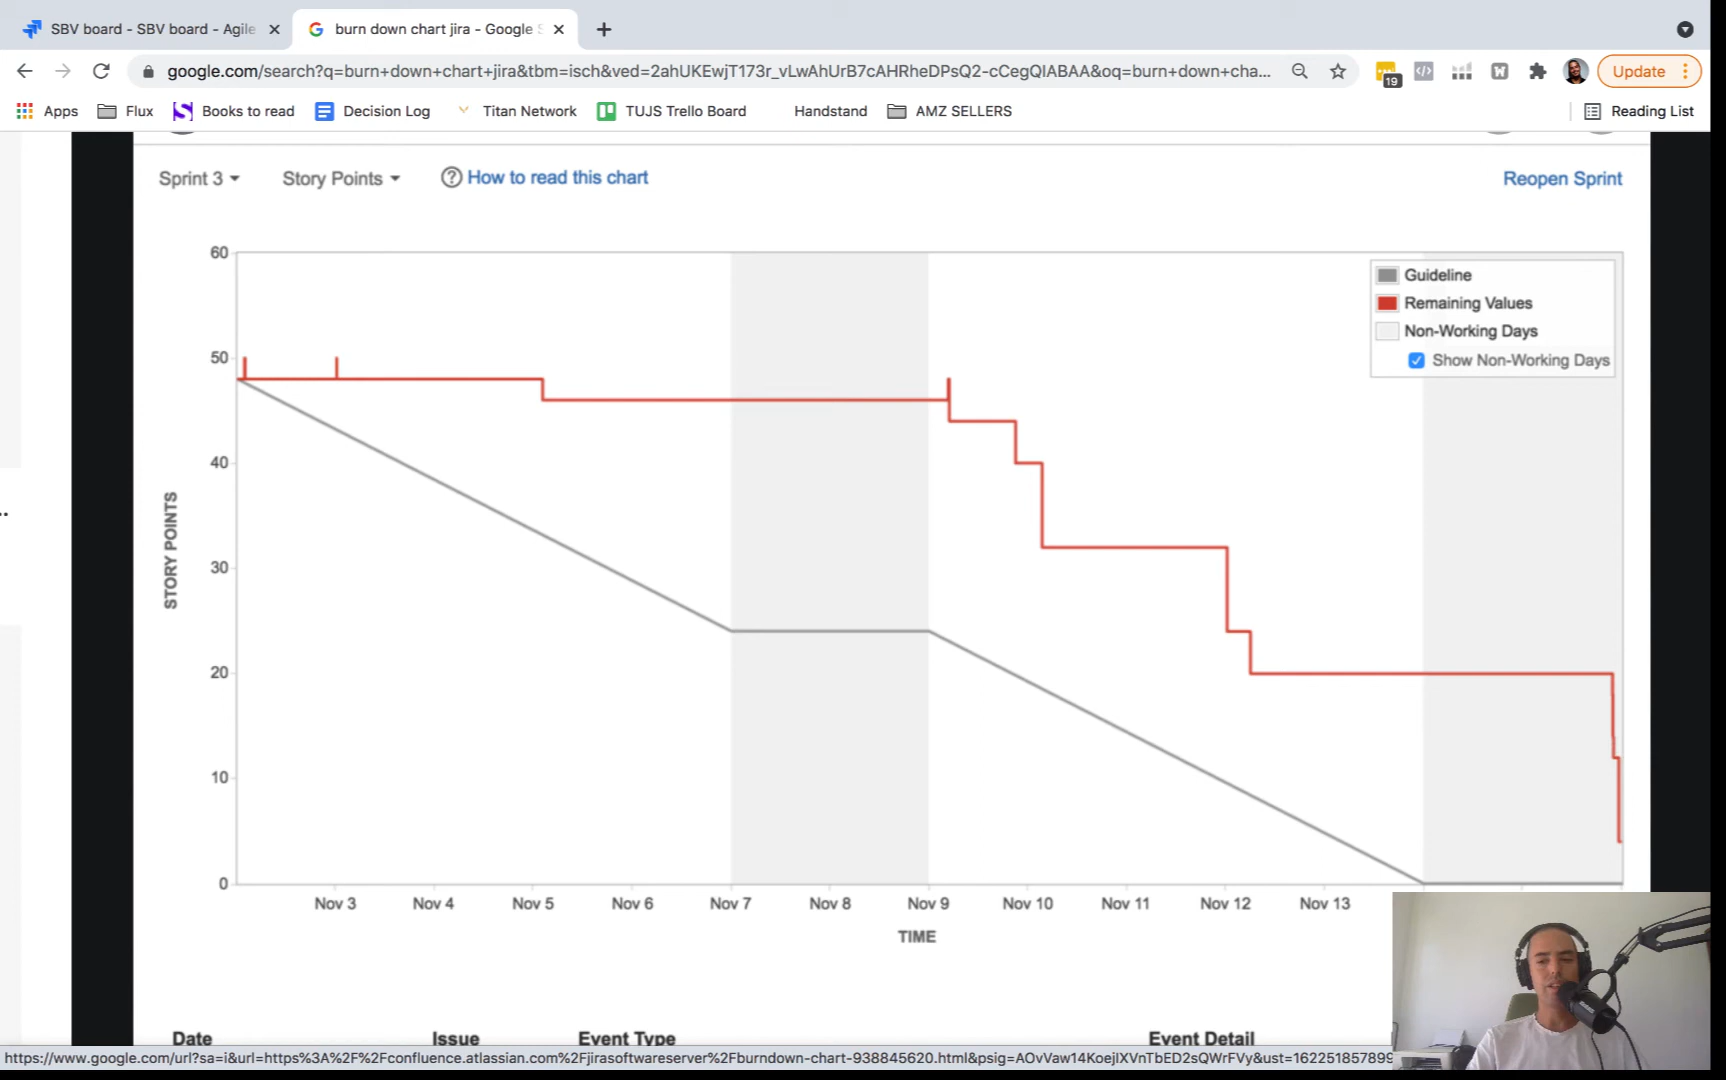 SBV board - SBV board - Agile
burn down chart jira - Google S
google.com/search?q=burn+down+chart+jira&tbm=isch&ved=2ahUKEwjT173r_vLwAhUrB7cAHRheDPsQ2-cCegQIABAA&oq=burn+down+cha...
19
W
Update
Apps
Flux
Books to read
Decision Log
Titan Network
TUJS Trello Board
Handstand
AMZ SELLERS
Reading List
Sprint 3
Story Points
? How to read this chart
Reopen Sprint
60
50
40
30
20
10
0
STORY POINTS
Guideline
Remaining Values
Non-Working Days
Show Non-Working Days
Nov 3
Nov 4
Nov 5
Nov 6
Nov 7
Nov 8
Nov 9
Nov 10
Nov 11
Nov 12
Nov 13
TIME
Date
Issue
Event Type
Event Detail
https://www.google.com/url?sa=i&url=https%3A%2F%2Fconfluence.atlassian.com%2Fjirasoftwareserver%2Fburndown-chart-938845620.html&psig=AOvVaw14KoejIXVnTbED2sQWrFVy&ust=162251857899